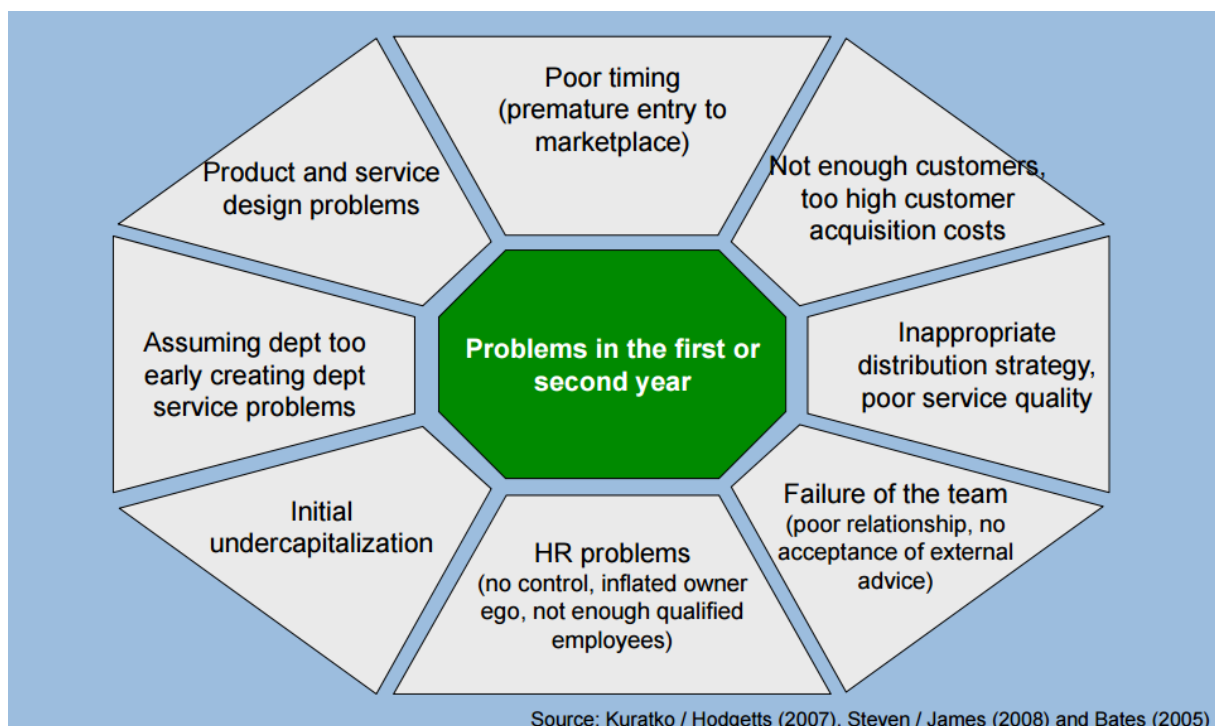 Poor timing
(premature entry to
marketplace)
Not enough customers,
too high customer
acquisition costs
Inappropriate
distribution strategy,
poor service quality
Failure of the team
(poor relationship, no
acceptance of external
advice)
HR problems
(no control, inflated owner
ego, not enough qualified
employees)
Initial
undercapitalization
Assuming dept too
early creating dept
service problems
Product and service
design problems
Problems in the first or
second year
Source: Kuratko / Hodgetts (2007), Steven / James (2008) and Bates (2005)